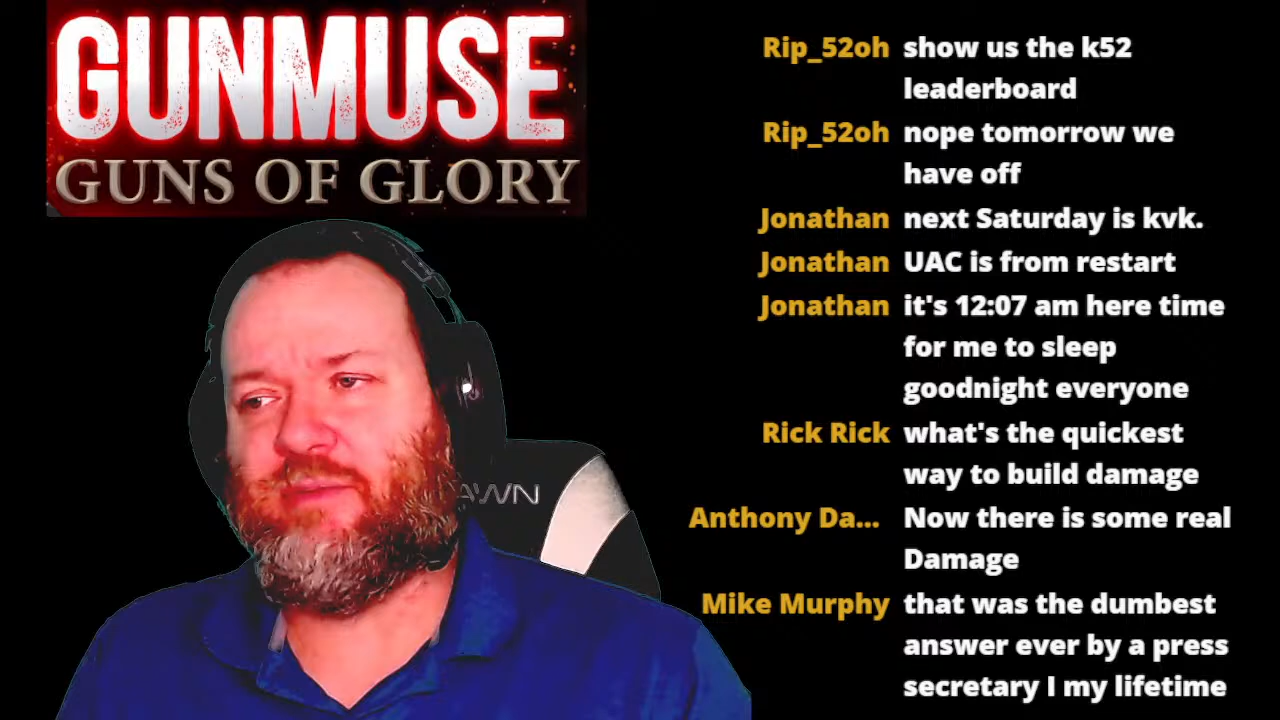 GUNMUSE
GUNS OF GLORY
Rip_52oh show us the k52
leaderboard
Rip_52oh nope tomorrow we
have off
Jonathan next Saturday is kvk.
Jonathan UAC is from restart
Jonathan it's 12:07 am here time
for me to sleep
goodnight everyone
Rick Rick what's the quickest
way to build damage
Anthony Da... Now there is some real
Damage
Mike Murphy that was the dumbest
answer ever by a press
secretary I my lifetime